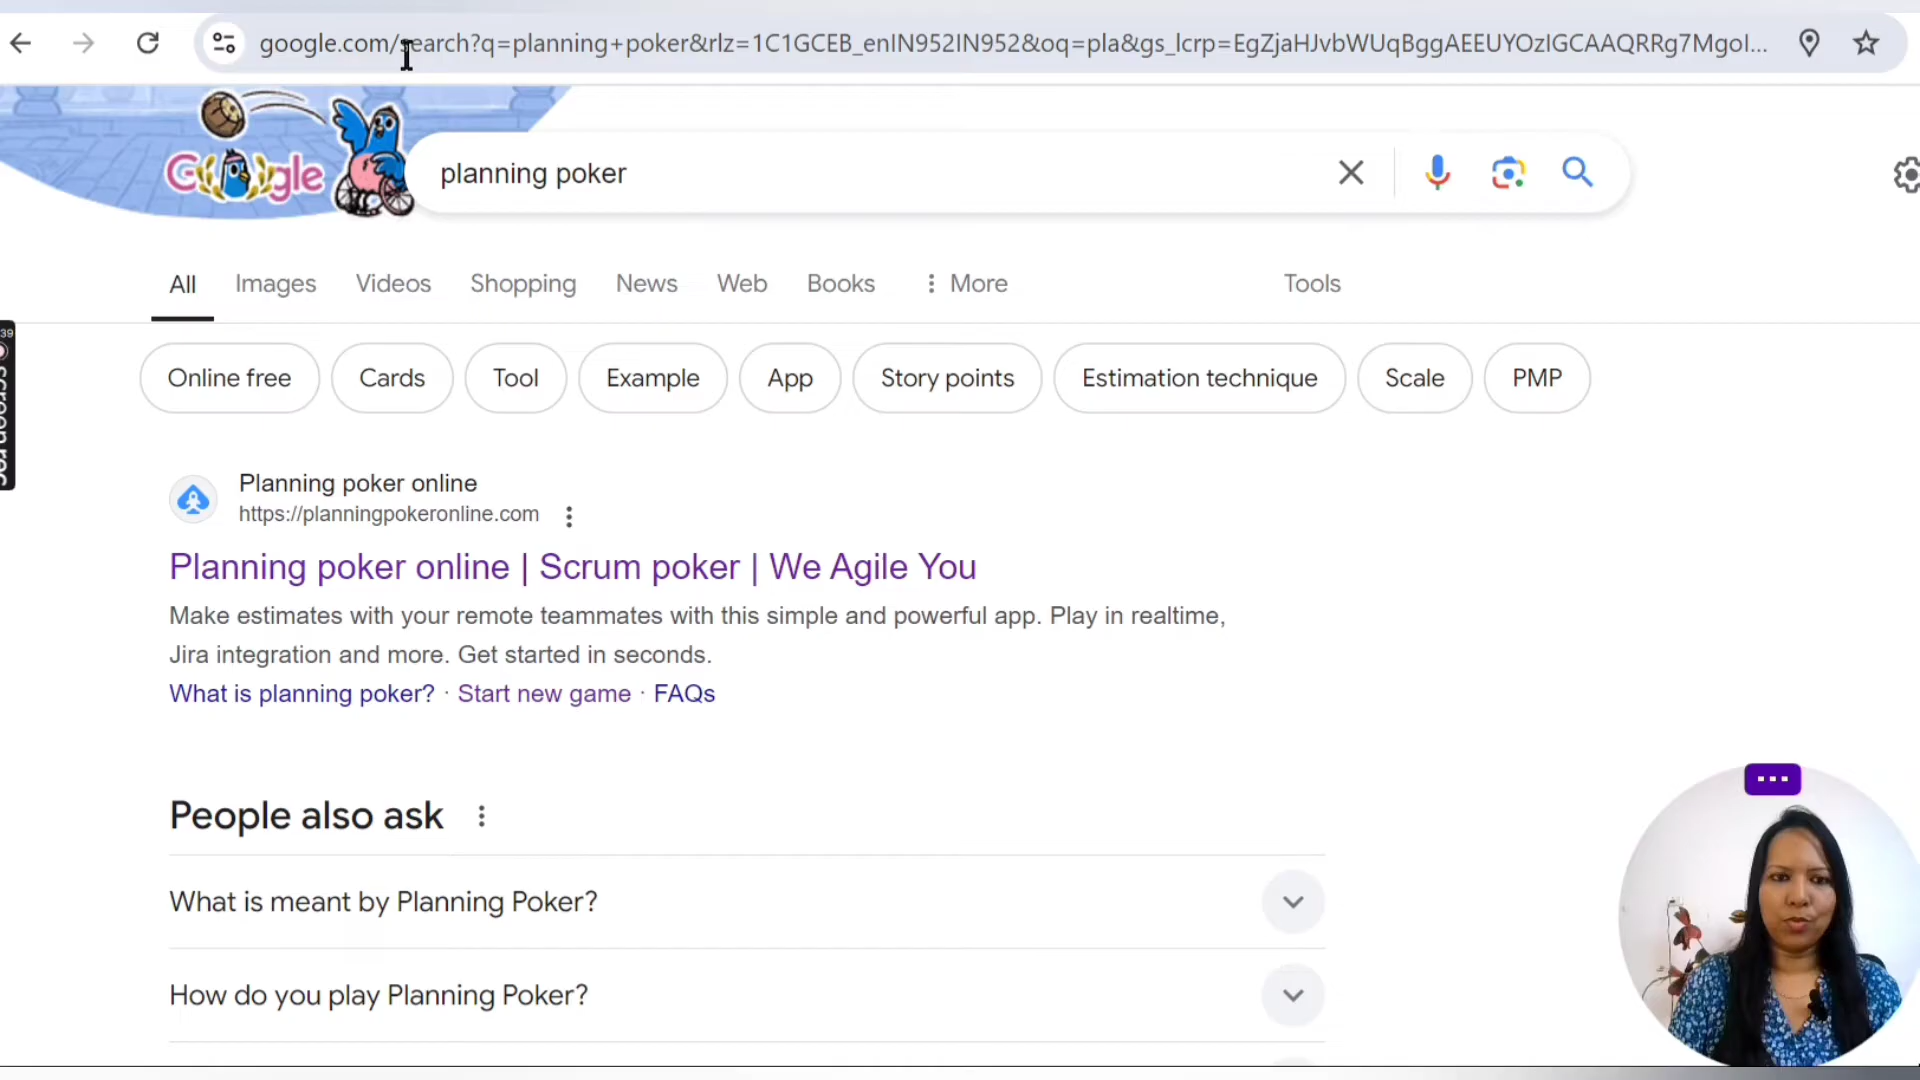 google.com/search?q=planning+poker&rlz=1C1GCEB_enIN952IN952&oq=pla&gs_lcrp=EgZjaHJvbWUqBggAEEUYOzIGCAAQRRg7MgoI...
Google
planning poker
All Images Videos Shopping News Web Books More Tools
Online free Cards Tool Example App Story points Estimation technique Scale PMP
39
Planning poker online
https://planningpokeronline.com
Planning poker online | Scrum poker | We Agile You
Make estimates with your remote teammates with this simple and powerful app. Play in realtime,
Jira integration and more. Get started in seconds.
What is planning poker? · Start new game · FAQs
People also ask
What is meant by Planning Poker?
How do you play Planning Poker?